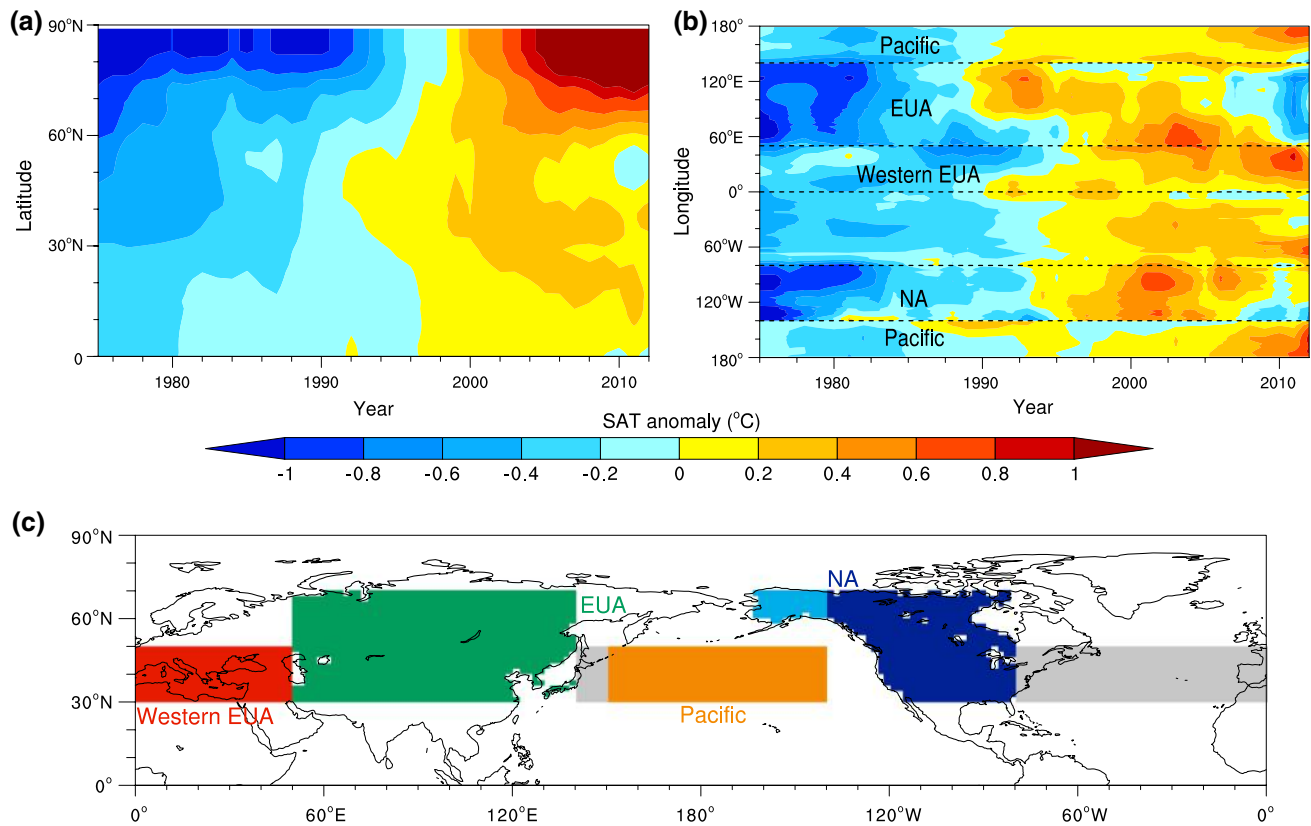 (a)
90°N
60°N
30°N
0
Latitude
1980
1990
2000
2010
Year
(b)
180°
120°E
60°E
0°
60°W
120°W
180°
Longitude
Pacific
EUA
Western EUA
NA
Pacific
1980
1990
2000
2010
Year
SAT anomaly (°C)
-1
-0.8
-0.6
-0.4
-0.2
0
0.2
0.4
0.6
0.8
1
(c)
90°N
60°N
30°N
0°
NA
EUA
Western EUA
Pacific
0°
60°E
120°E
180°
120°W
60°W
0°